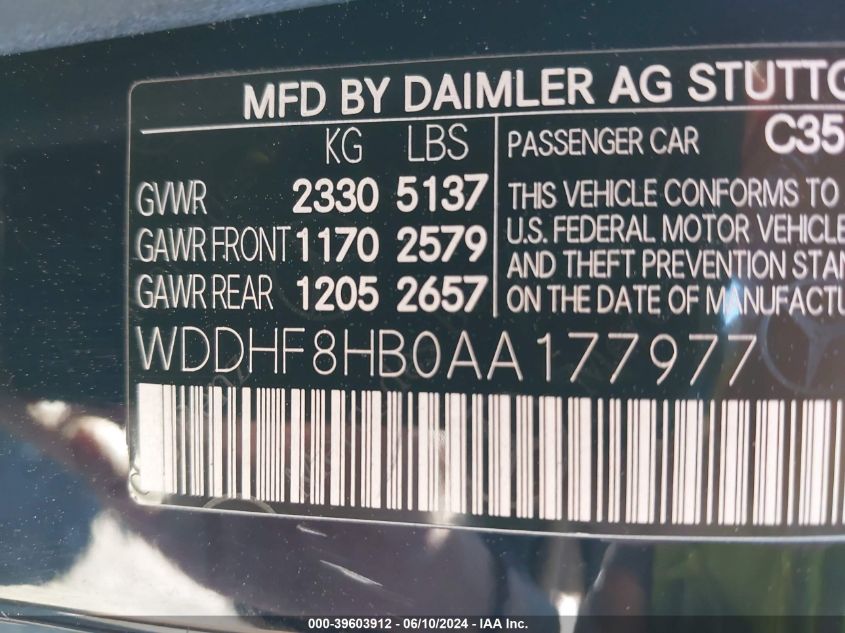 MFD BY DAIMLER AG STUTTG
KG LBS
GVWR 2330 5137
GAWR FRONT 1170 2579
GAWR REAR 1205 2657
PASSENGER CAR C35
THIS VEHICLE CONFORMS TO
U.S. FEDERAL MOTOR VEHICLE
AND THEFT PREVENTION STAN
ON THE DATE OF MANUFACTU
WDDHF8HB0AA177977
000-39603912 - 06/10/2024 - IAA Inc.